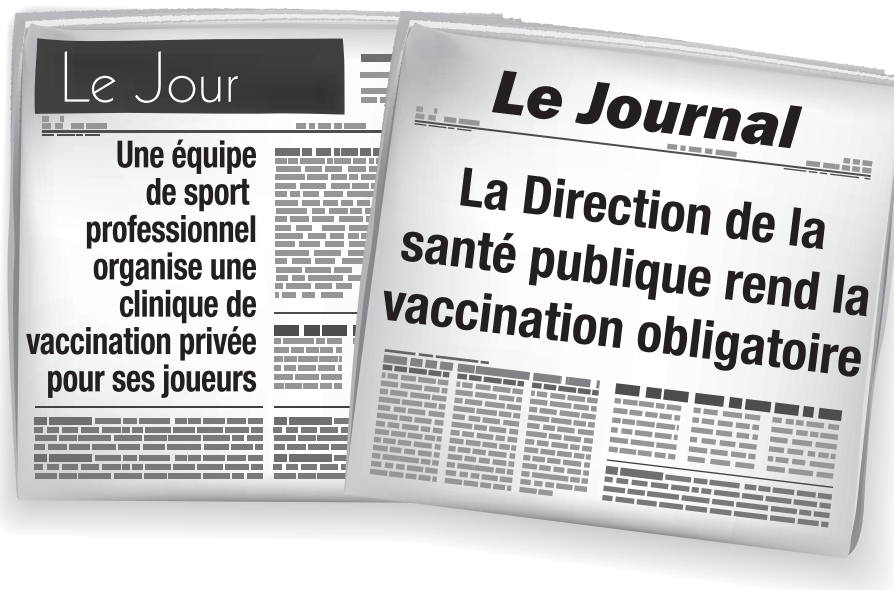 Le Jour
Une équipe
de sport
professionnel
organise une
clinique de
vaccination privée
pour ses joueurs
Le Journal
La Direction de la
santé publique rend la
vaccination obligatoire